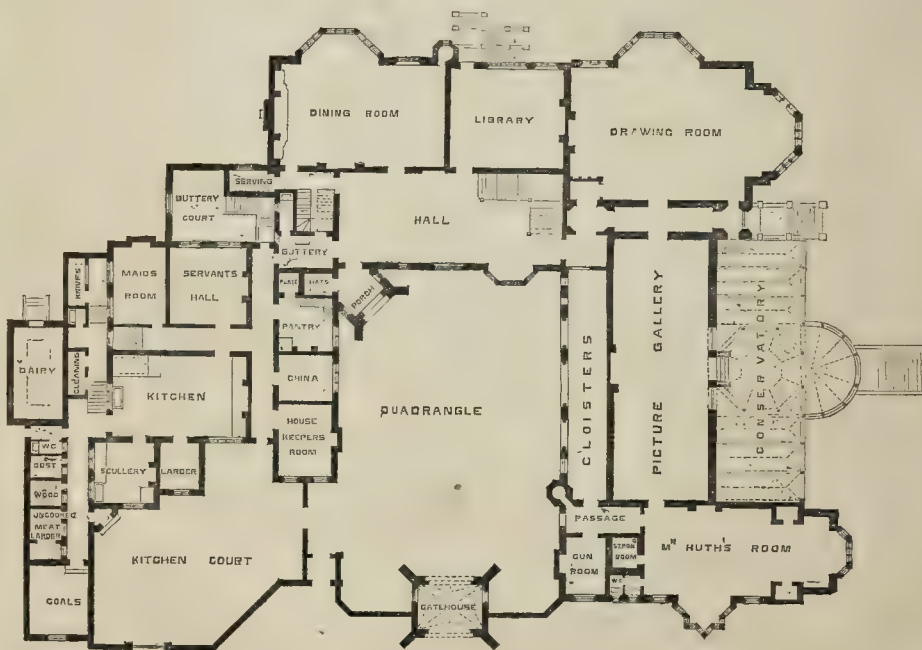 DINING ROOM
LIBRARY
DRAWING ROOM
SERVING
BUTTERY
COURT
HALL
BUTTERY
MAIDS
ROOM
SERVANTS
HALL
KNIVES
PLATE
HATS
PORCH
PANTRY
DAIRY
CLEANING
KITCHEN
CHINA
QUADRANGLE
CLOISTERS
PICTURE GALLERY
CONSERVATORY
HOUSE
KEEPERS
ROOM
WC
DUST
SCULLERY
LARDER
WOOD
UNCOOKED
MEAT
LARDER
KITCHEN COURT
COALS
PASSAGE
GUN
ROOM
STRONG
ROOM
WC
MR HUTH'S ROOM
GATEHOUSE